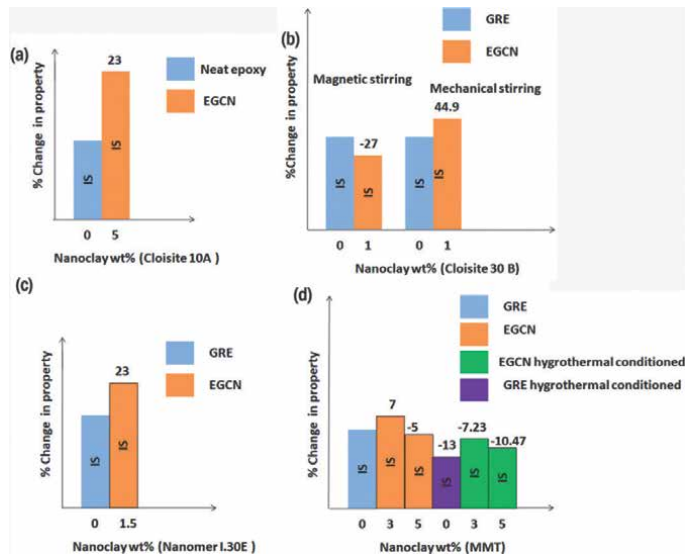 (a)
23
Neat epoxy
EGCN
% Change in property
IS
IS
0 5
Nanoclay wt% (Cloisite 10A )
(b)
GRE
EGCN
Magnetic stirring
Mechanical stirring
44.9
-27
%Change in property
IS
IS
IS
IS
0 1 0 1
Nanoclay wt% (Cloisite 30 B)
(c)
GRE
23
EGCN
% Change in property
IS
IS
0 1.5
Nanoclay wt% (Nanomer I.30E )
(d)
GRE
EGCN
EGCN hygrothermal conditioned
GRE hygrothermal conditioned
7
-5
-13
-7.23
-10.47
% Change in property
IS
IS
IS
IS
IS
IS
0 3 5 0 3 5
Nanoclay wt% (MMT)